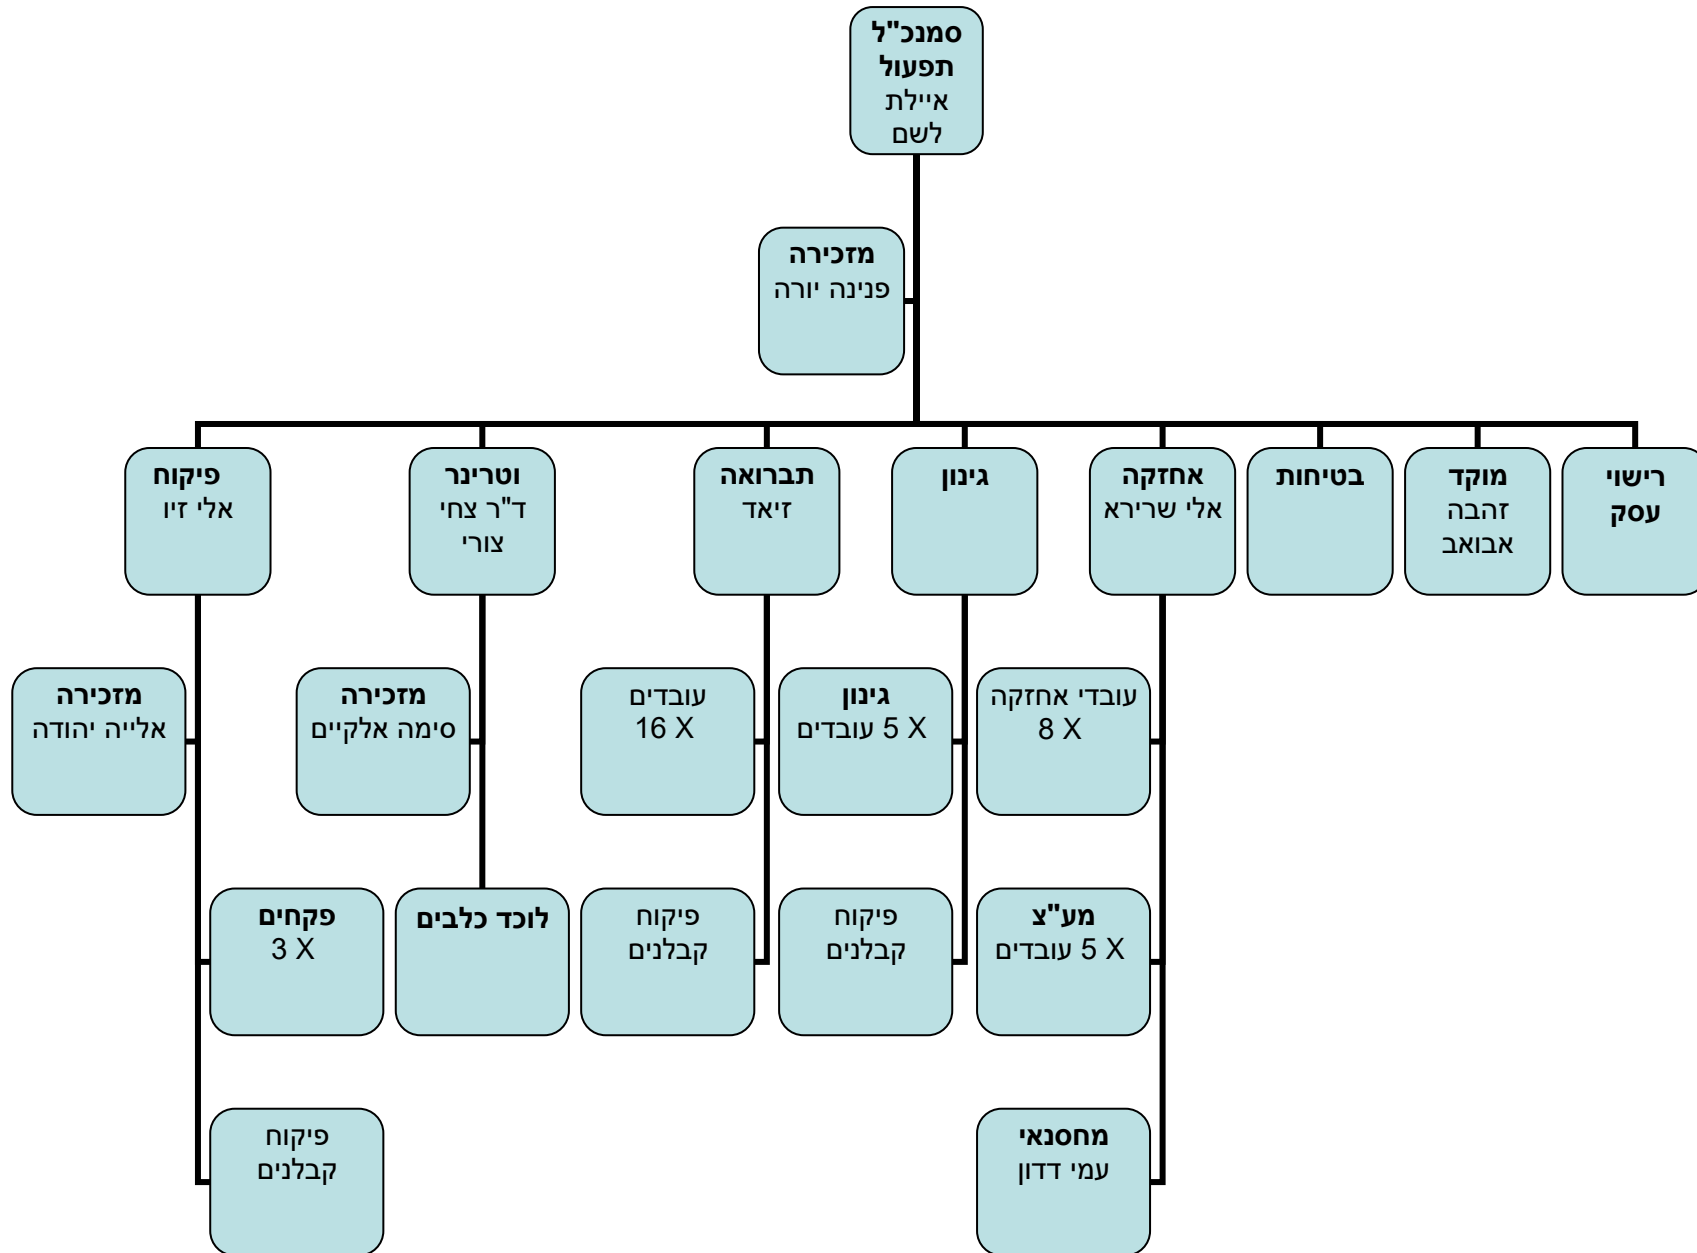 סמנכ"ל
תפעול
איילת
לשם
מזכירה
פנינה יורה
רישוי
עסק
מוקד
זהבה
אבואב
בטיחות
אחזקה
אלי שרירא
גינון
תברואה
זיאד
וטרינר
ד"ר צחי
צורי
פיקוח
אלי זיו
עובדי אחזקה
8 X
גינון
5 X עובדים
עובדים
16 X
מזכירה
סימה אלקיים
מזכירה
אלייה יהודה
מע"צ
5 X עובדים
פיקוח
קבלנים
פיקוח
קבלנים
לוכד כלבים
פקחים
3 X
מחסנאי
עמי דדון
פיקוח
קבלנים